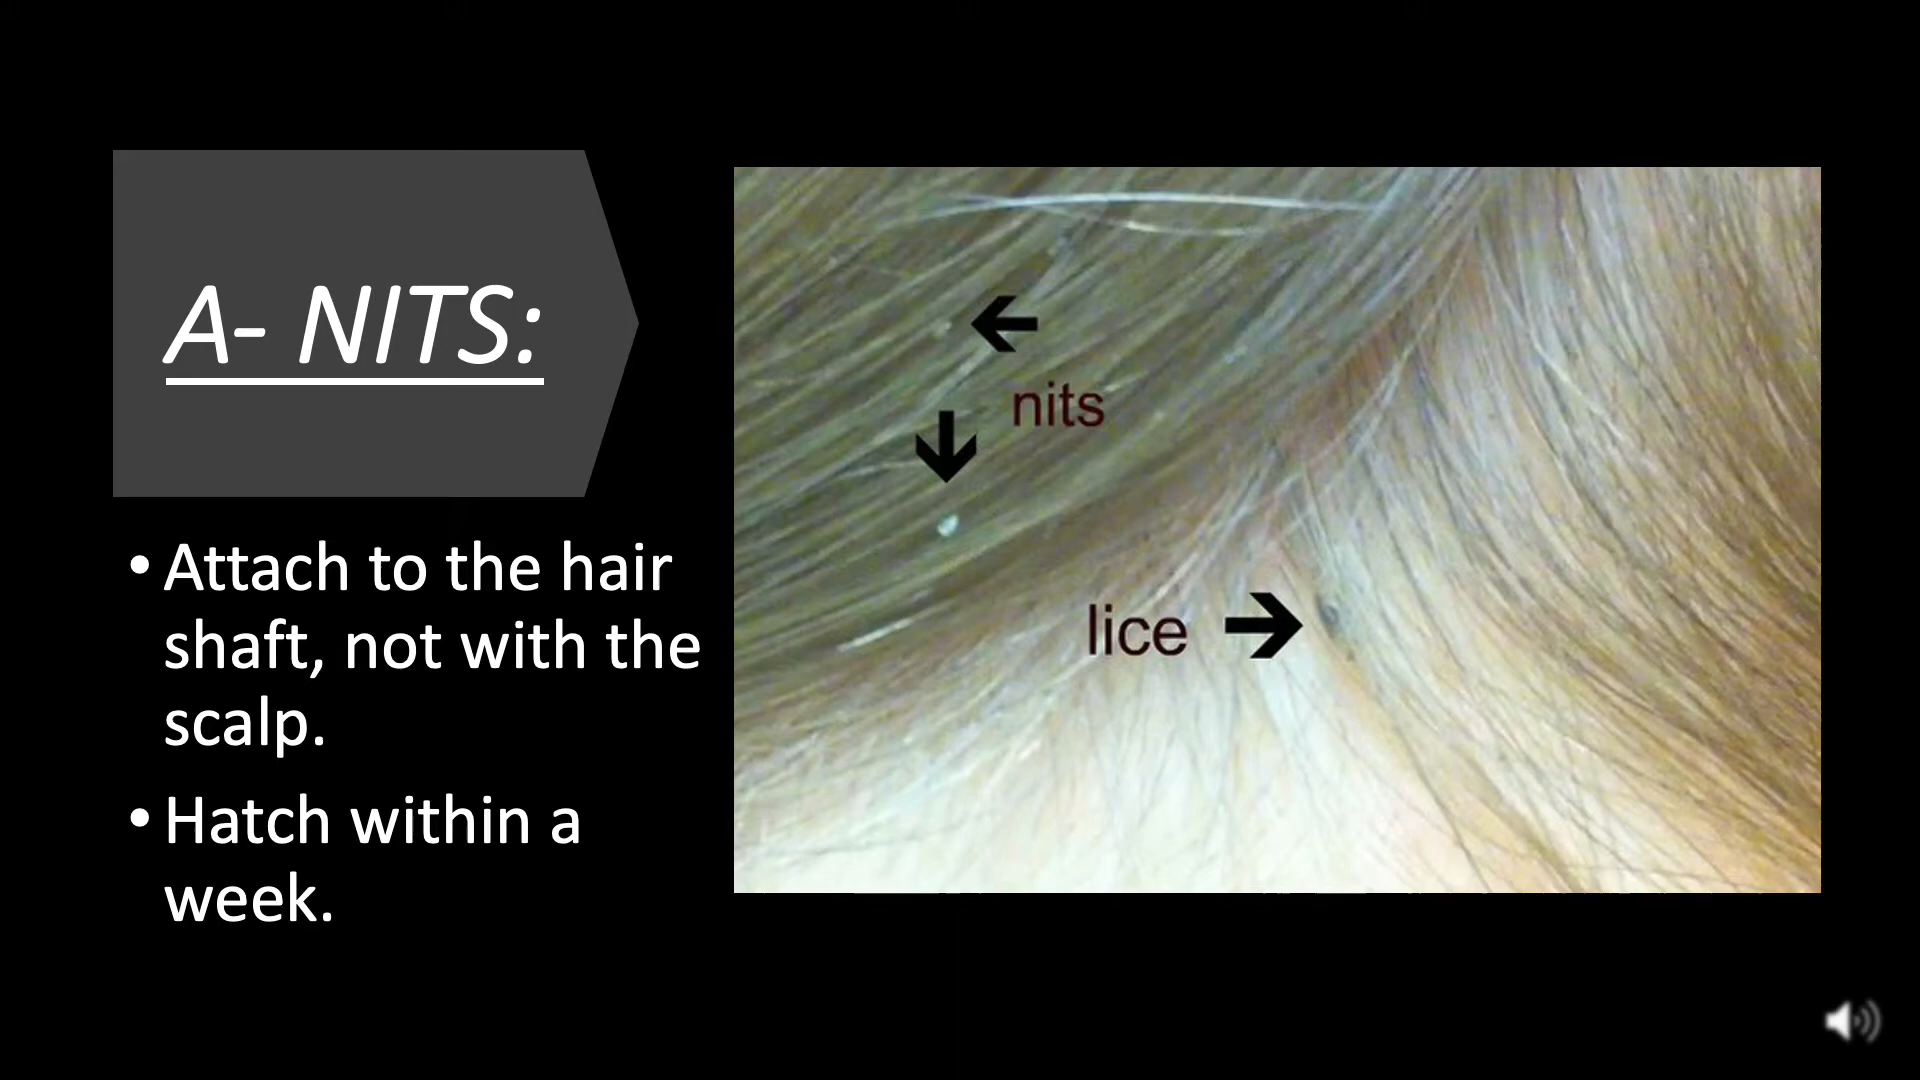 A- NITS:
• Attach to the hair
shaft, not with the
scalp.
• Hatch within a
week.
nits
lice